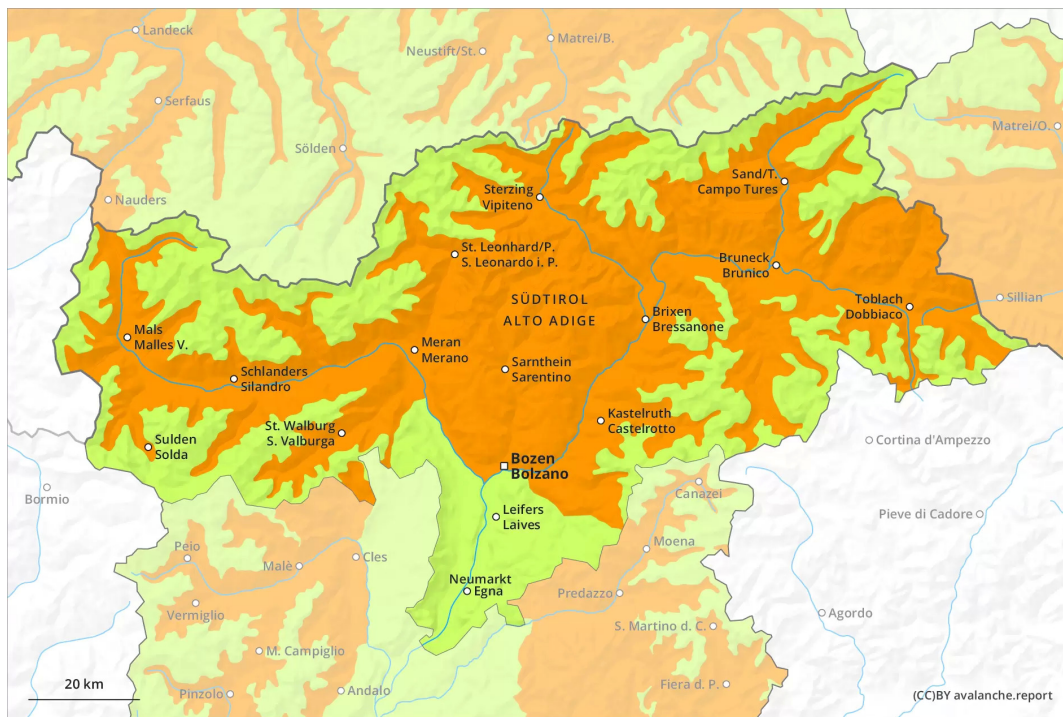 Landeck
Matrei/B.
Neustift/St.
Serfaus
Matrei/O.
Sölden
Sand/T.
Campo Tures
Sterzing
Vipiteno
Nauders
St. Leonhard/P.
S. Leonardo i. P.
Bruneck
Brunico
SÜDTIROL
ALTO ADIGE
Toblach
Dobbiaco
Sillian
Brixen
Bressanone
Mals
Malles V.
Meran
Merano
Sarnthein
Sarentino
Schlanders
Silandro
Kastelruth
Castelrotto
St. Walburg
S. Valburga
Sulden
Solda
Cortina d'Ampezzo
Bozen
Bolzano
Bormio
Canazei
Leifers
Laives
Pieve di Cadore
Moena
Peio
Cles
Malè
Neumarkt
Egna
Predazzo
Vermiglio
Agordo
S. Martino d. C.
M. Campiglio
20 km
Pinzolo
Andalo
Fiera d. P.
(CC)BY avalanche.report